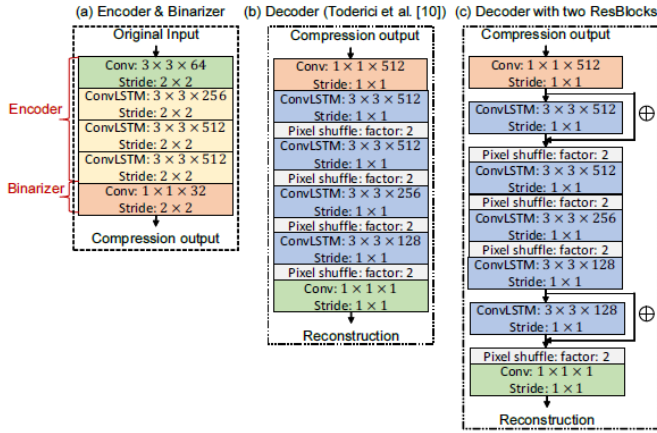 (a) Encoder & Binarizer
Original Input
Conv: 3 × 3 × 64
Stride: 2 × 2
ConvLSTM: 3 × 3 × 256
Stride: 2 × 2
ConvLSTM: 3 × 3 × 512
Stride: 2 × 2
ConvLSTM: 3 × 3 × 512
Stride: 2 × 2
Conv: 1 × 1 × 32
Stride: 2 × 2
Compression output
Encoder
Binarizer
(b) Decoder (Toderici et al. [10])
Compression output
Conv: 1 × 1 × 512
Stride: 1 × 1
ConvLSTM: 3 × 3 × 512
Stride: 1 × 1
Pixel shuffle: factor: 2
ConvLSTM: 3 × 3 × 512
Stride: 1 × 1
Pixel shuffle: factor: 2
ConvLSTM: 3 × 3 × 256
Stride: 1 × 1
Pixel shuffle: factor: 2
ConvLSTM: 3 × 3 × 128
Stride: 1 × 1
Pixel shuffle: factor: 2
Conv: 1 × 1 × 1
Stride: 1 × 1
Reconstruction
(c) Decoder with two ResBlocks
Compression output
Conv: 1 × 1 × 512
Stride: 1 × 1
ConvLSTM: 3 × 3 × 512
Stride: 1 × 1
⊕
Pixel shuffle: factor: 2
ConvLSTM: 3 × 3 × 512
Stride: 1 × 1
Pixel shuffle: factor: 2
ConvLSTM: 3 × 3 × 256
Stride: 1 × 1
Pixel shuffle: factor: 2
ConvLSTM: 3 × 3 × 128
Stride: 1 × 1
ConvLSTM: 3 × 3 × 128
Stride: 1 × 1
⊕
Pixel shuffle: factor: 2
Conv: 1 × 1 × 1
Stride: 1 × 1
Reconstruction